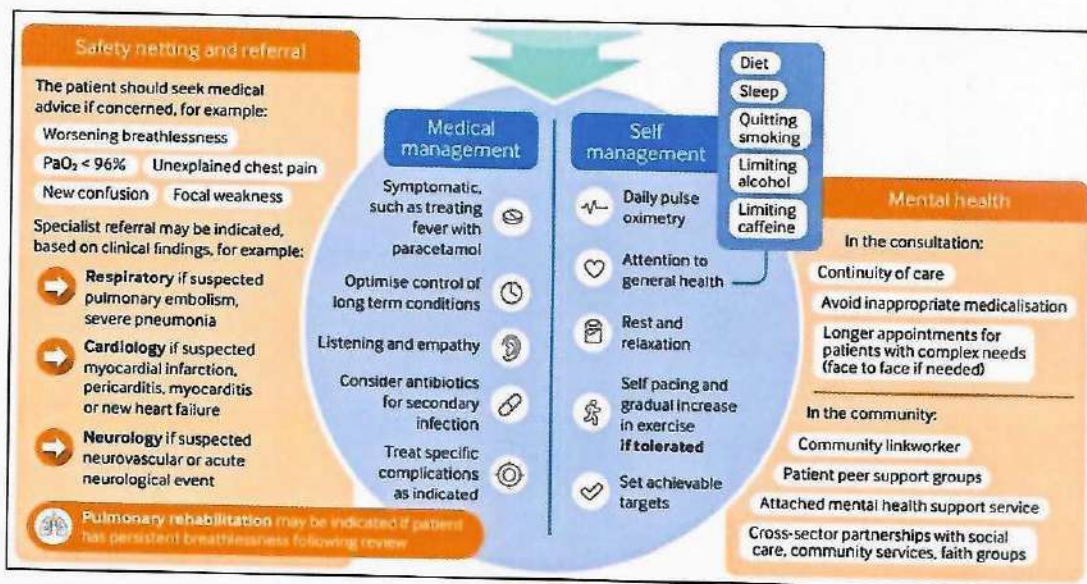 Safety netting and referral
The patient should seek medical
advice if concerned, for example:
Worsening breathlessness
PaO₂ < 96% Unexplained chest pain
New confusion Focal weakness
Specialist referral may be indicated,
based on clinical findings, for example:
Respiratory if suspected
pulmonary embolism,
severe pneumonia
Cardiology if suspected
myocardial infarction,
pericarditis, myocarditis
or new heart failure
Neurology if suspected
neurovascular or acute
neurological event
Pulmonary rehabilitation may be indicated if patient
has persistent breathlessness following review
Medical
management
Symptomatic,
such as treating
fever with
paracetamol
Optimise control of
long term conditions
Listening and empathy
Consider antibiotics
for secondary
infection
Treat specific
complications
as indicated
Self
management
Daily pulse
oximetry
Attention to
general health
Rest and
relaxation
Self pacing and
gradual increase
in exercise
if tolerated
Set achievable
targets
Diet
Sleep
Quitting
smoking
Limiting
alcohol
Limiting
caffeine
Mental health
In the consultation:
Continuity of care
Avoid inappropriate medicalisation
Longer appointments for
patients with complex needs
(face to face if needed)
In the community:
Community linkworker
Patient peer support groups
Attached mental health support service
Cross-sector partnerships with social
care, community services, faith groups